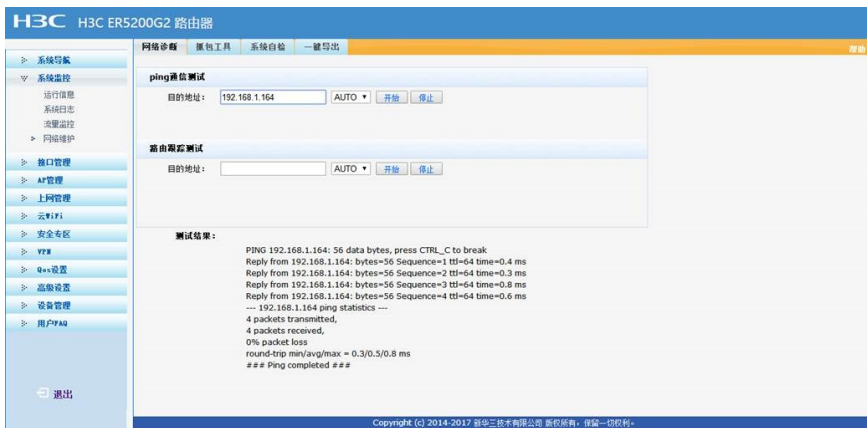 H3C H3C ER5200G2 路由器
网络诊断 抓包工具 系统自检 一键导出
帮助
系统导航
系统监控
运行信息
系统日志
流量监控
网络维护
接口管理
AP管理
上网管理
云WiFi
安全专区
VPN
QoS设置
高级设置
设备管理
用户FAQ
退出
ping通信测试
目的地址: 192.168.1.164 AUTO 开始 停止
路由跟踪测试
目的地址: AUTO 开始 停止
测试结果:
PING 192.168.1.164: 56 data bytes, press CTRL_C to break
Reply from 192.168.1.164: bytes=56 Sequence=1 ttl=64 time=0.4 ms
Reply from 192.168.1.164: bytes=56 Sequence=2 ttl=64 time=0.3 ms
Reply from 192.168.1.164: bytes=56 Sequence=3 ttl=64 time=0.8 ms
Reply from 192.168.1.164: bytes=56 Sequence=4 ttl=64 time=0.6 ms
--- 192.168.1.164 ping statistics ---
4 packets transmitted,
4 packets received,
0% packet loss
round-trip min/avg/max = 0.3/0.5/0.8 ms
### Ping completed ###
Copyright (c) 2014-2017 新华三技术有限公司 版权所有，保留一切权利。